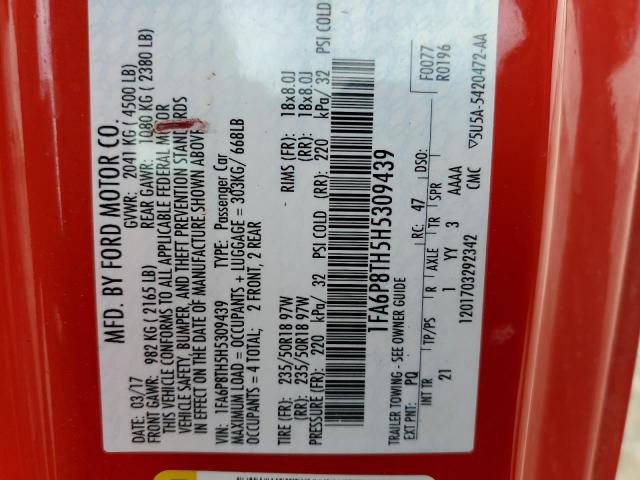 MFD. BY FORD MOTOR CO.
DATE: 03/17 GVWR: 2041 KG / 4500 LB)
FRONT GAWR: 982 KG ( 2165 LB) REAR GAWR: 1080 KG ( 2380 LB)
THIS VEHICLE CONFORMS TO ALL APPLICABLE FEDERAL MOTOR
VEHICLE SAFETY, BUMPER, AND THEFT PREVENTION STANDARDS
IN EFFECT ON THE DATE OF MANUFACTURE SHOWN ABOVE.
VEHICLE: 1FA6P8TH5H5309439 TYPE: Passenger Car
MAXIMUM LOAD = OCCUPANTS + LUGGAGE = 303KG/ 668LB
OCCUPANTS = 4 TOTAL; 2 FRONT, 2 REAR
TIRE (FR): 235/50R18 97W RIMS (FR): 18x8.0J
(RR): 235/50R18 97W (RR): 18x8.0J
PRESSURE (FR): 220 kPa/ 32 PSI COLD (RR): 220 kPa/ 32 PSI COLD
1FA6P8TH5H5309439
F0077
R0196
TRAILER TOWING - SEE OWNER GUIDE
EXT PNT: PQ RC: 47 DSO:
INT TR TP/PS R AXLE TR SPR
21 1 YY 3 AAAA
1201703292342 CMC
5U5A-5420472-AA